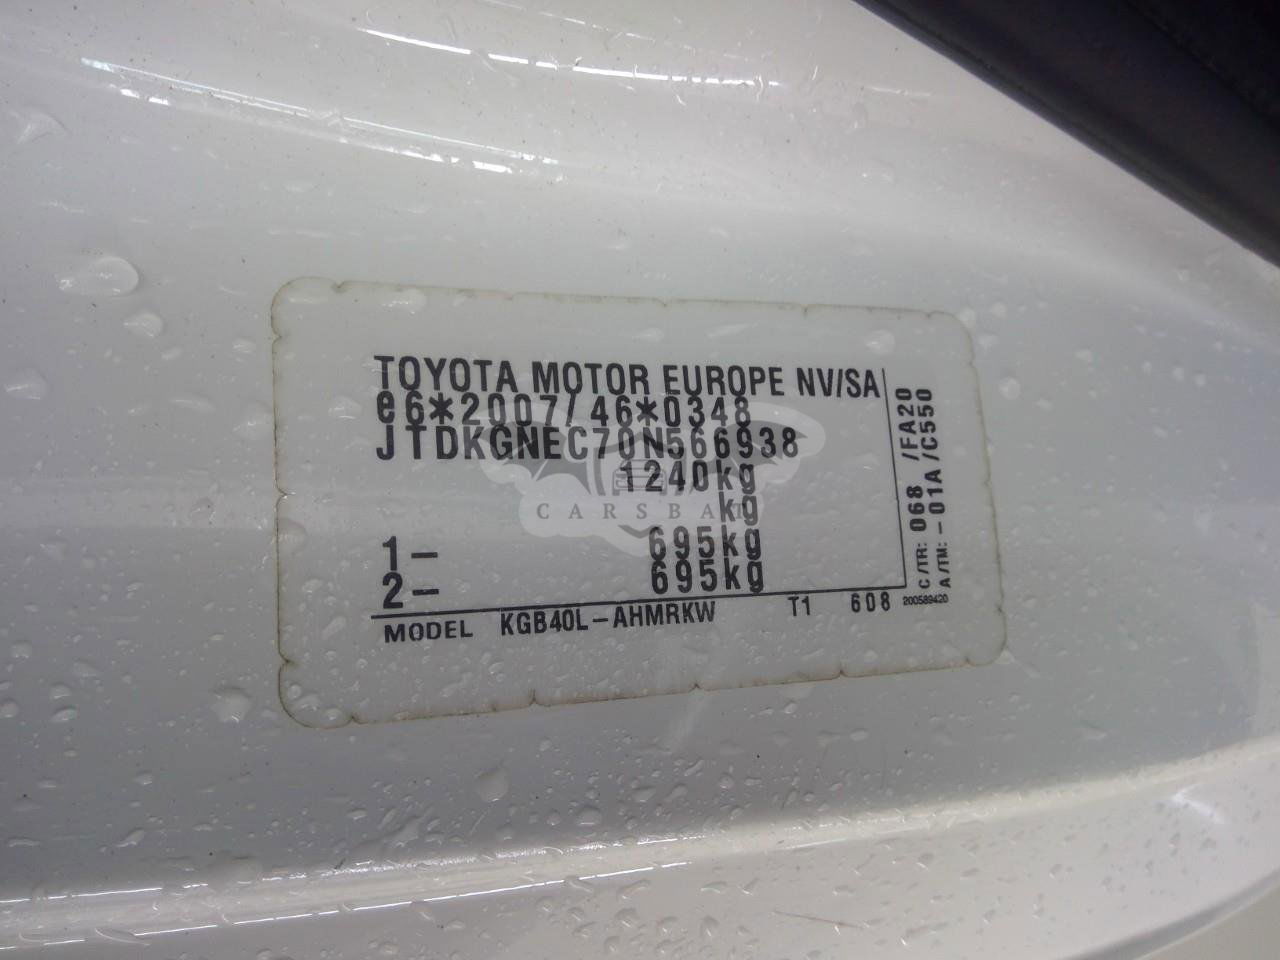 TOYOTA MOTOR EUROPE NV/SA
e6*2007/46*0348
JTDKGNEC70N566938
1240kg
kg
CARSBAT
1- 695kg
2- 695kg
MODEL KGB40L-AHMRKW T1 608
C/TR: 068 /FA20
A/TM: -01A /C550
200589420